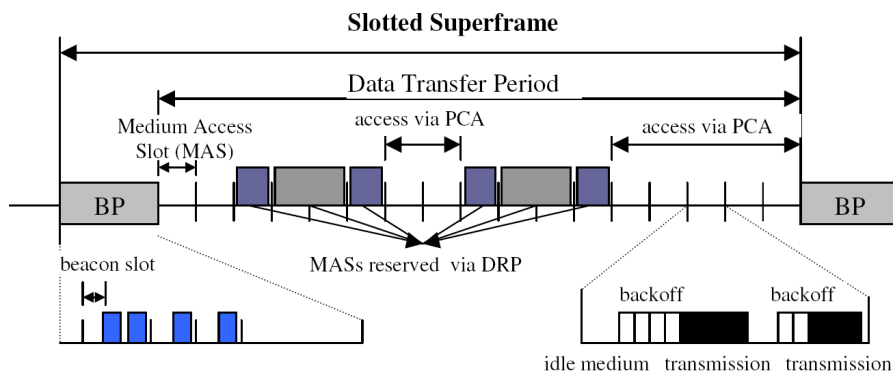 Slotted Superframe
Data Transfer Period
Medium Access
Slot (MAS)
access via PCA
access via PCA
BP
BP
beacon slot
MASs reserved via DRP
backoff
backoff
idle medium
transmission
transmission